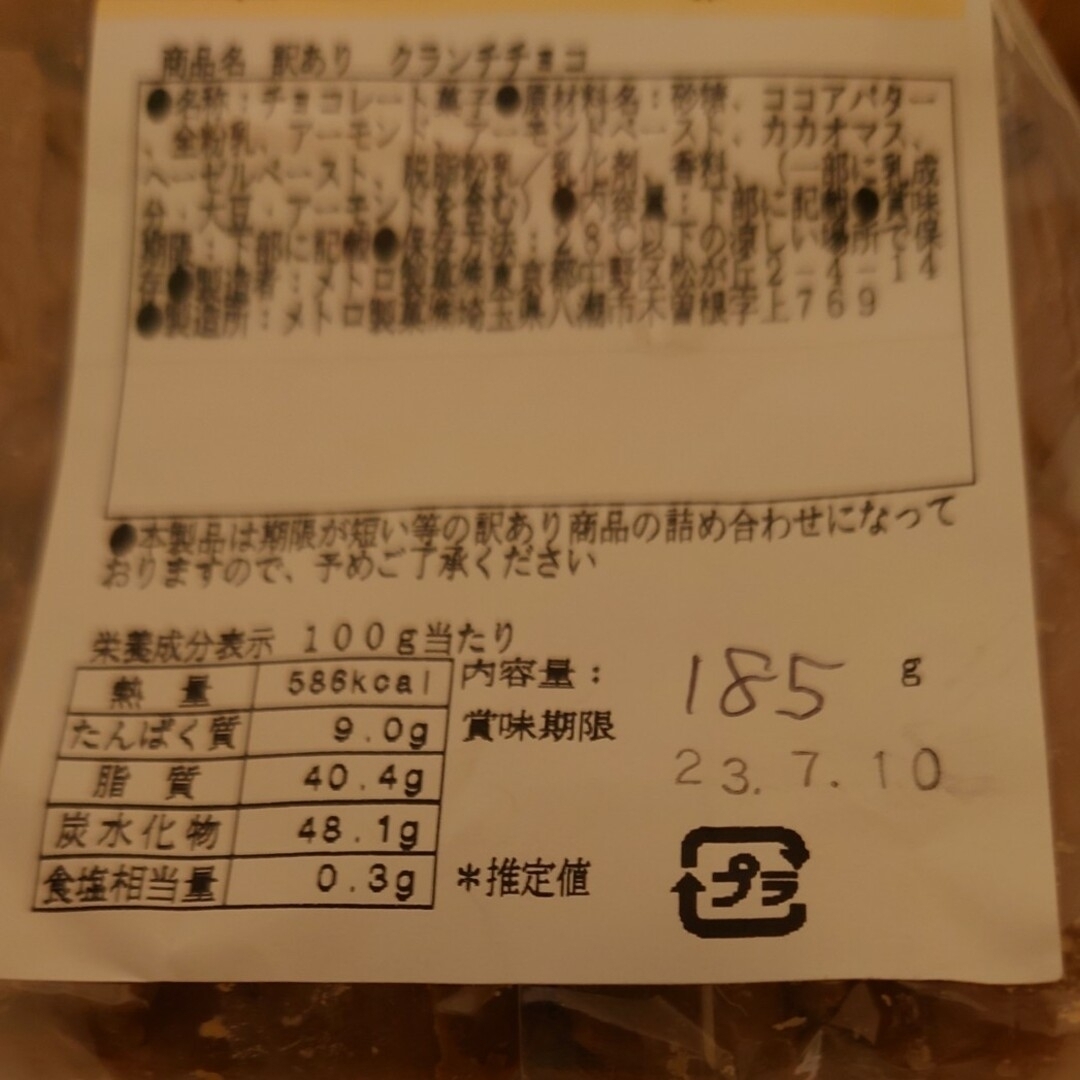 商品名 訳あり クランチチョコ
●名称：チョコレート菓子●原材料名：砂糖、ココアバター
、全粉乳、アーモンド、アーモンドペースト、カカオマス、
ヘーゼルペースト、脱脂粉乳／乳化剤、香料、（一部に乳成
分・大豆・アーモンドを含む）●内容量：下部に記載●賞味
期限：下部に記載●保存方法：28℃以下の涼しい場所で保
存●製造者：メトロ製菓㈱東京都中野区松が丘2－4－14
●製造所：メトロ製菓㈱埼玉県八潮市木曽根字上769
●本製品は期限が短い等の訳あり商品の詰め合わせになって
おりますので、予めご了承ください
栄養成分表示 100g当たり
熱量 586kcal
たんぱく質 9.0g
脂質 40.4g
炭水化物 48.1g
食塩相当量 0.3g
内容量： 185 g
賞味期限
23.7.10
*推定値
プラ